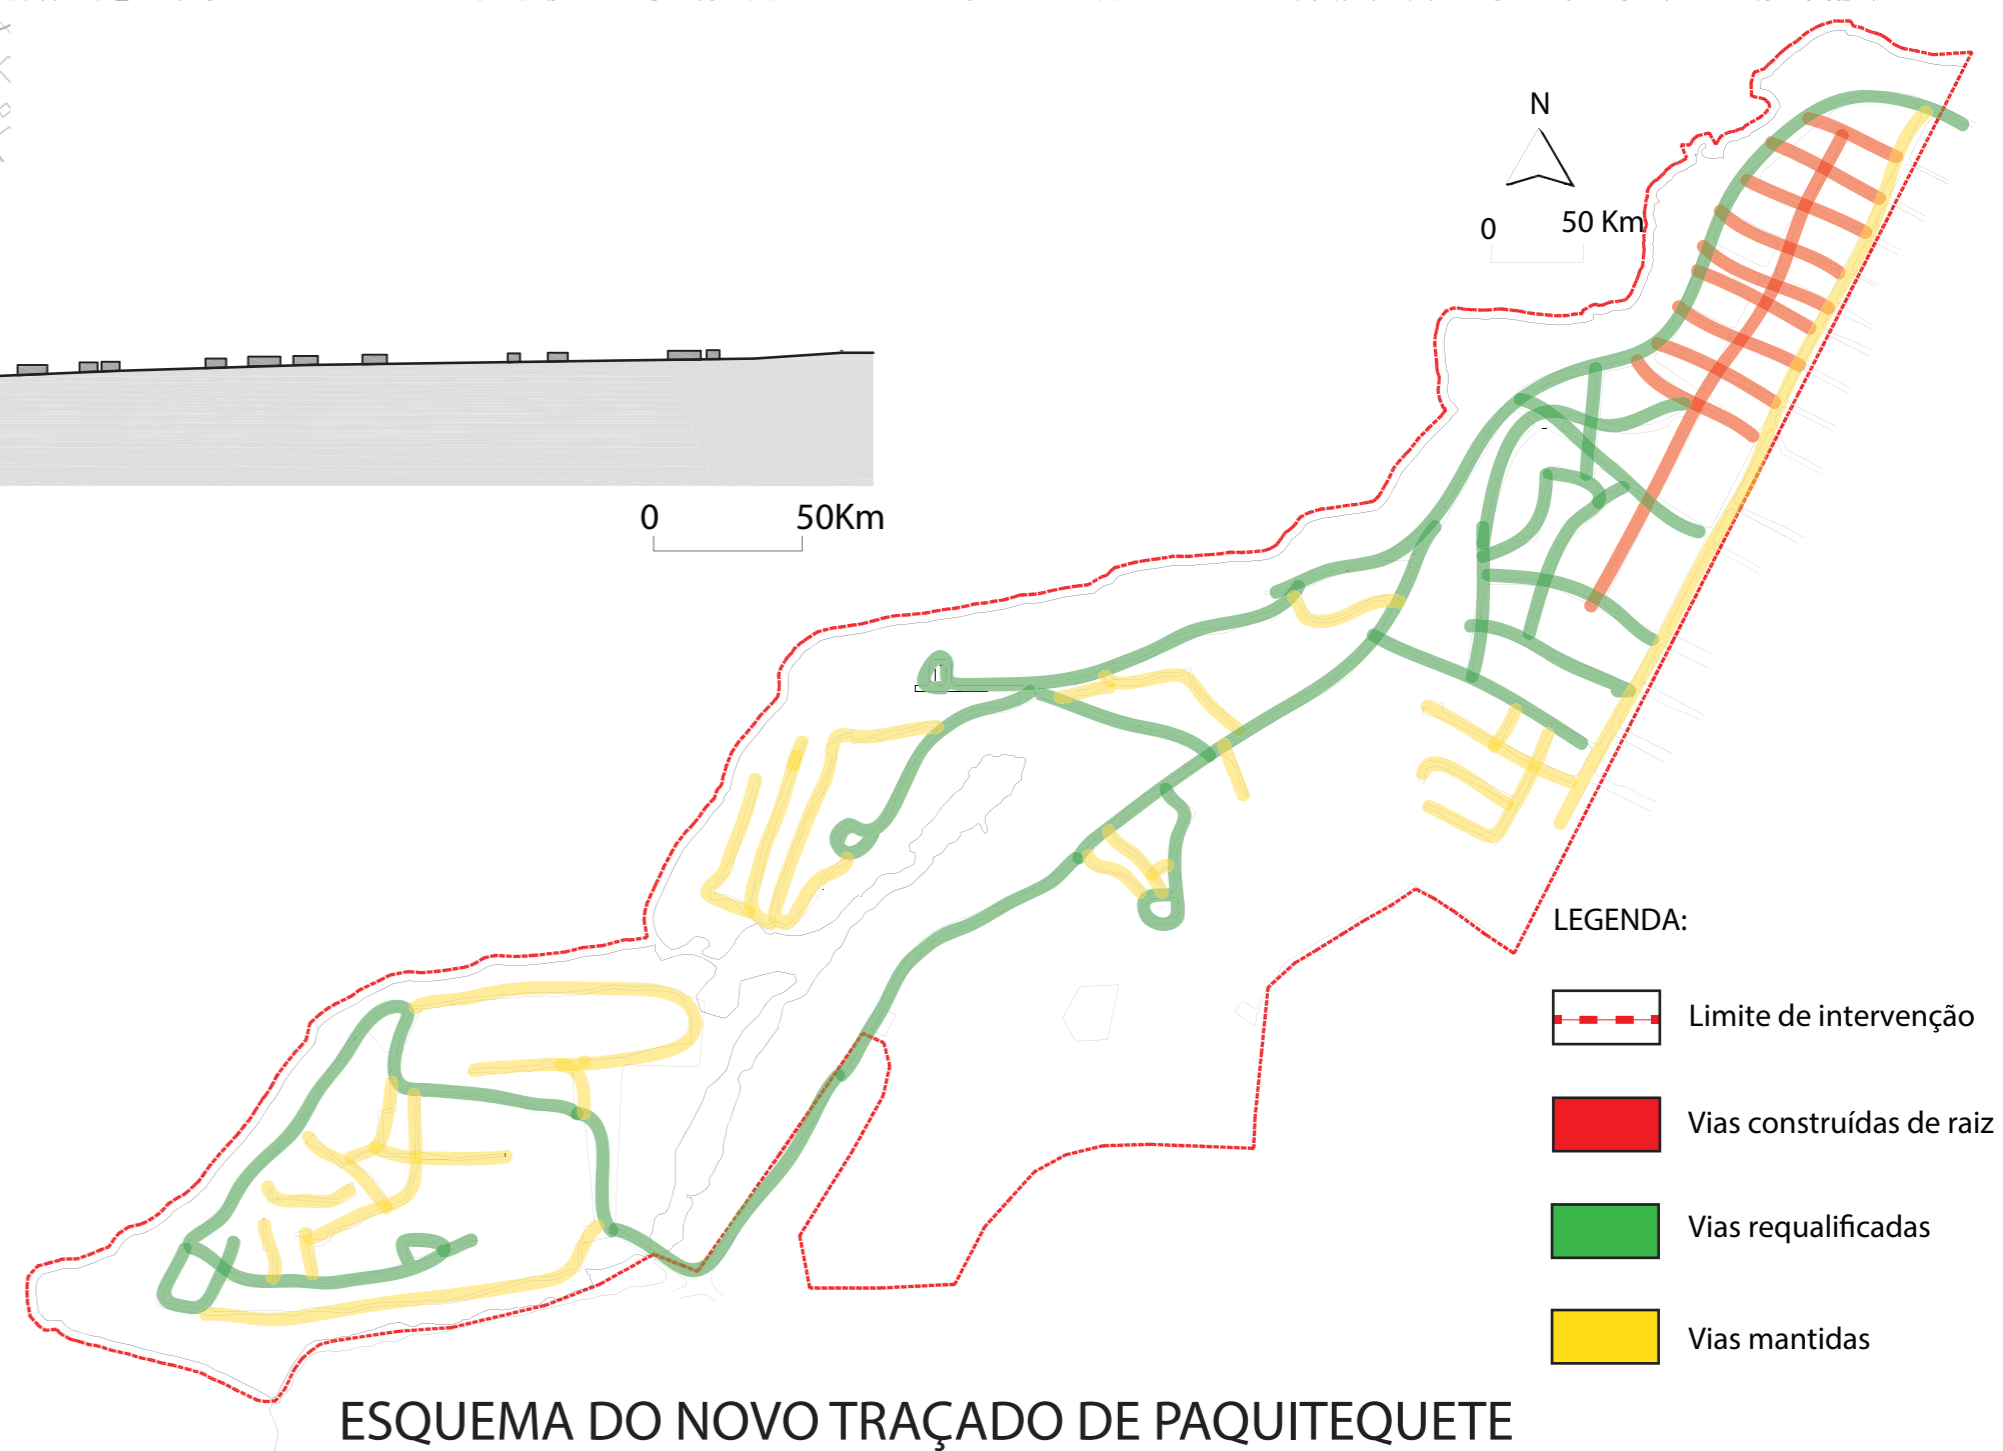 N
0 50 Km
0 50Km
LEGENDA:
Limite de intervenção
Vias construídas de raiz
Vias requalificadas
Vias mantidas
ESQUEMA DO NOVO TRAÇADO DE PAQUITEQUETE